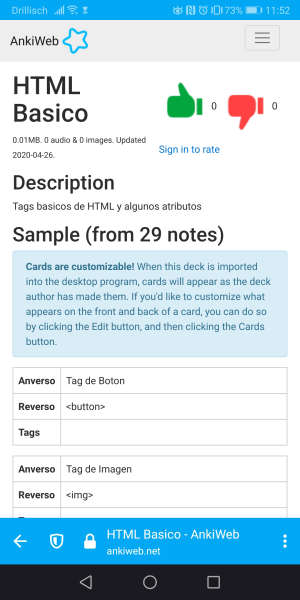 Drillisch 73% 11:52
AnkiWeb
HTML
Basico
0 0
0.01MB. 0 audio & 0 images. Updated
2020-04-26.
Sign in to rate
Description
Tags basicos de HTML y algunos atributos
Sample (from 29 notes)
Cards are customizable! When this deck is imported
into the desktop program, cards will appear as the deck
author has made them. If you'd like to customize what
appears on the front and back of a card, you can do so
by clicking the Edit button, and then clicking the Cards
button.
Anverso Tag de Boton
Reverso <button>
Tags
Anverso Tag de Imagen
Reverso <img>
HTML Basico - AnkiWeb
ankiweb.net